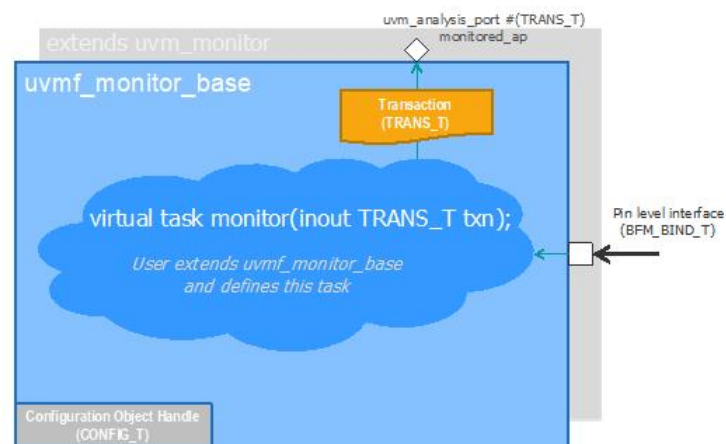 uvm_analysis_port #(TRANS_T)
monitored_ap
extends uvm_monitor
uvmf_monitor_base
Transaction
(TRANS_T)
virtual task monitor(inout TRANS_T txn);
User extends uvmf_monitor_base
and defines this task
Pin level interface
(BFM_BIND_T)
Configuration Object Handle
(CONFIG_T)